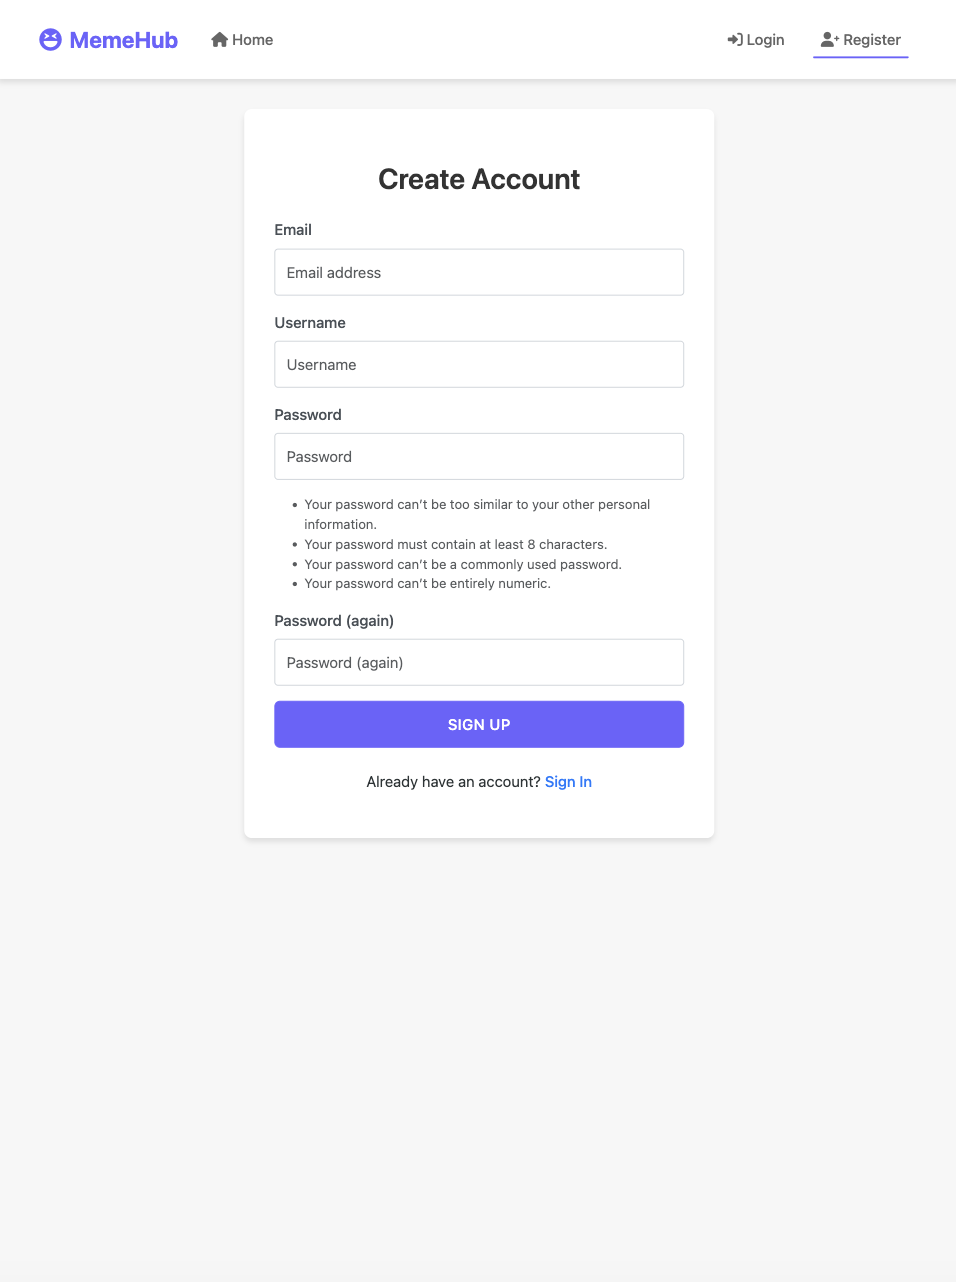 MemeHub
Home
Login
Register
Create Account
Email
Email address
Username
Username
Password
Password
• Your password can’t be too similar to your other personal
information.
• Your password must contain at least 8 characters.
• Your password can’t be a commonly used password.
• Your password can’t be entirely numeric.
Password (again)
Password (again)
SIGN UP
Already have an account? Sign In